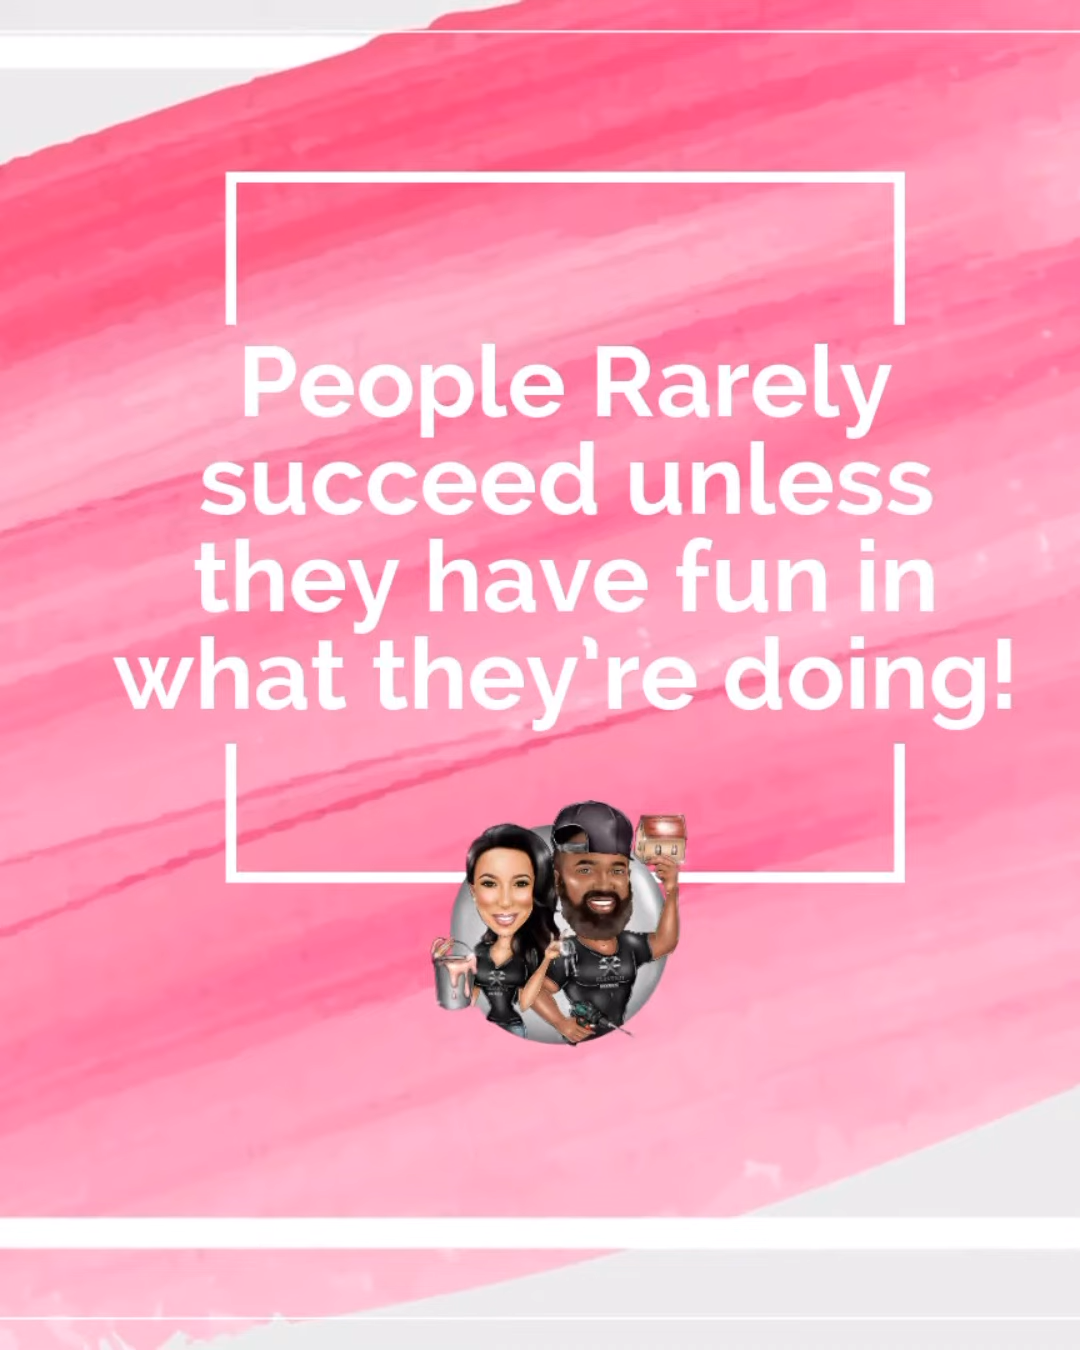 People Rarely
succeed unless
they have fun in
what they're doing!